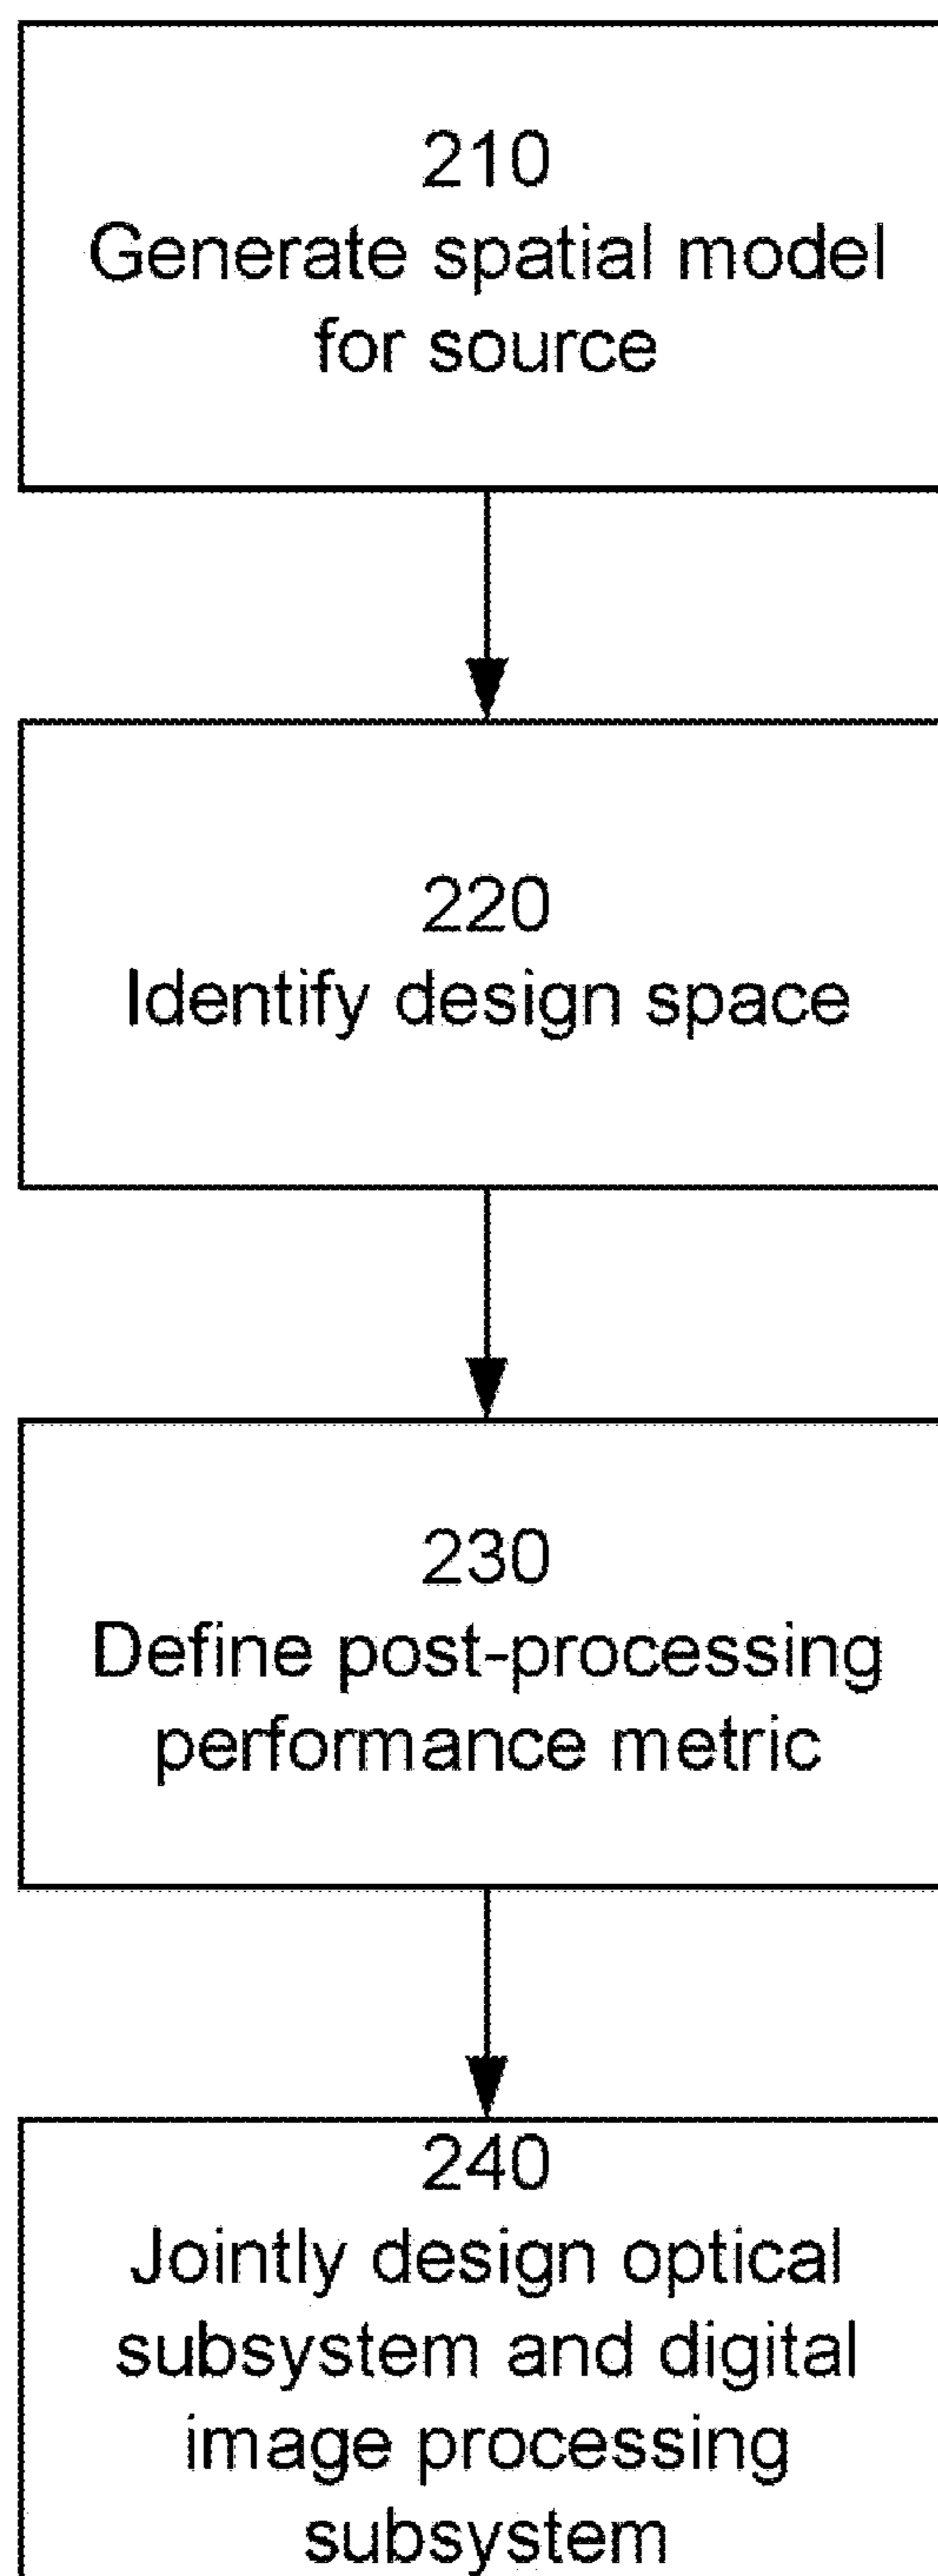 210
Generate spatial model
for source
220
Identify design space
230
Define post-processing
performance metric
240
Jointly design optical
subsystem and digital
image processing
subsystem